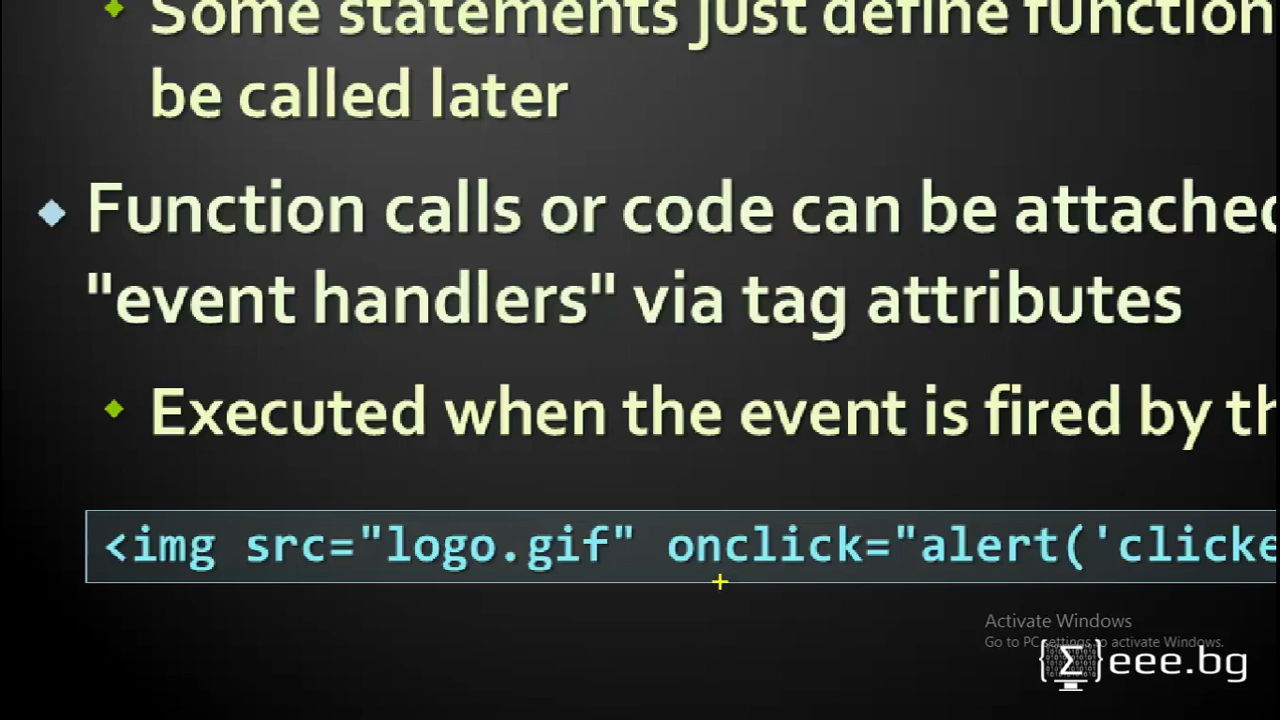 Some statements just define function
be called later
Function calls or code can be attached
"event handlers" via tag attributes
Executed when the event is fired by th
<img src="logo.gif" onclick="alert('clicke
Activate Windows
Go to PC settings to activate Windows.
eee.bg